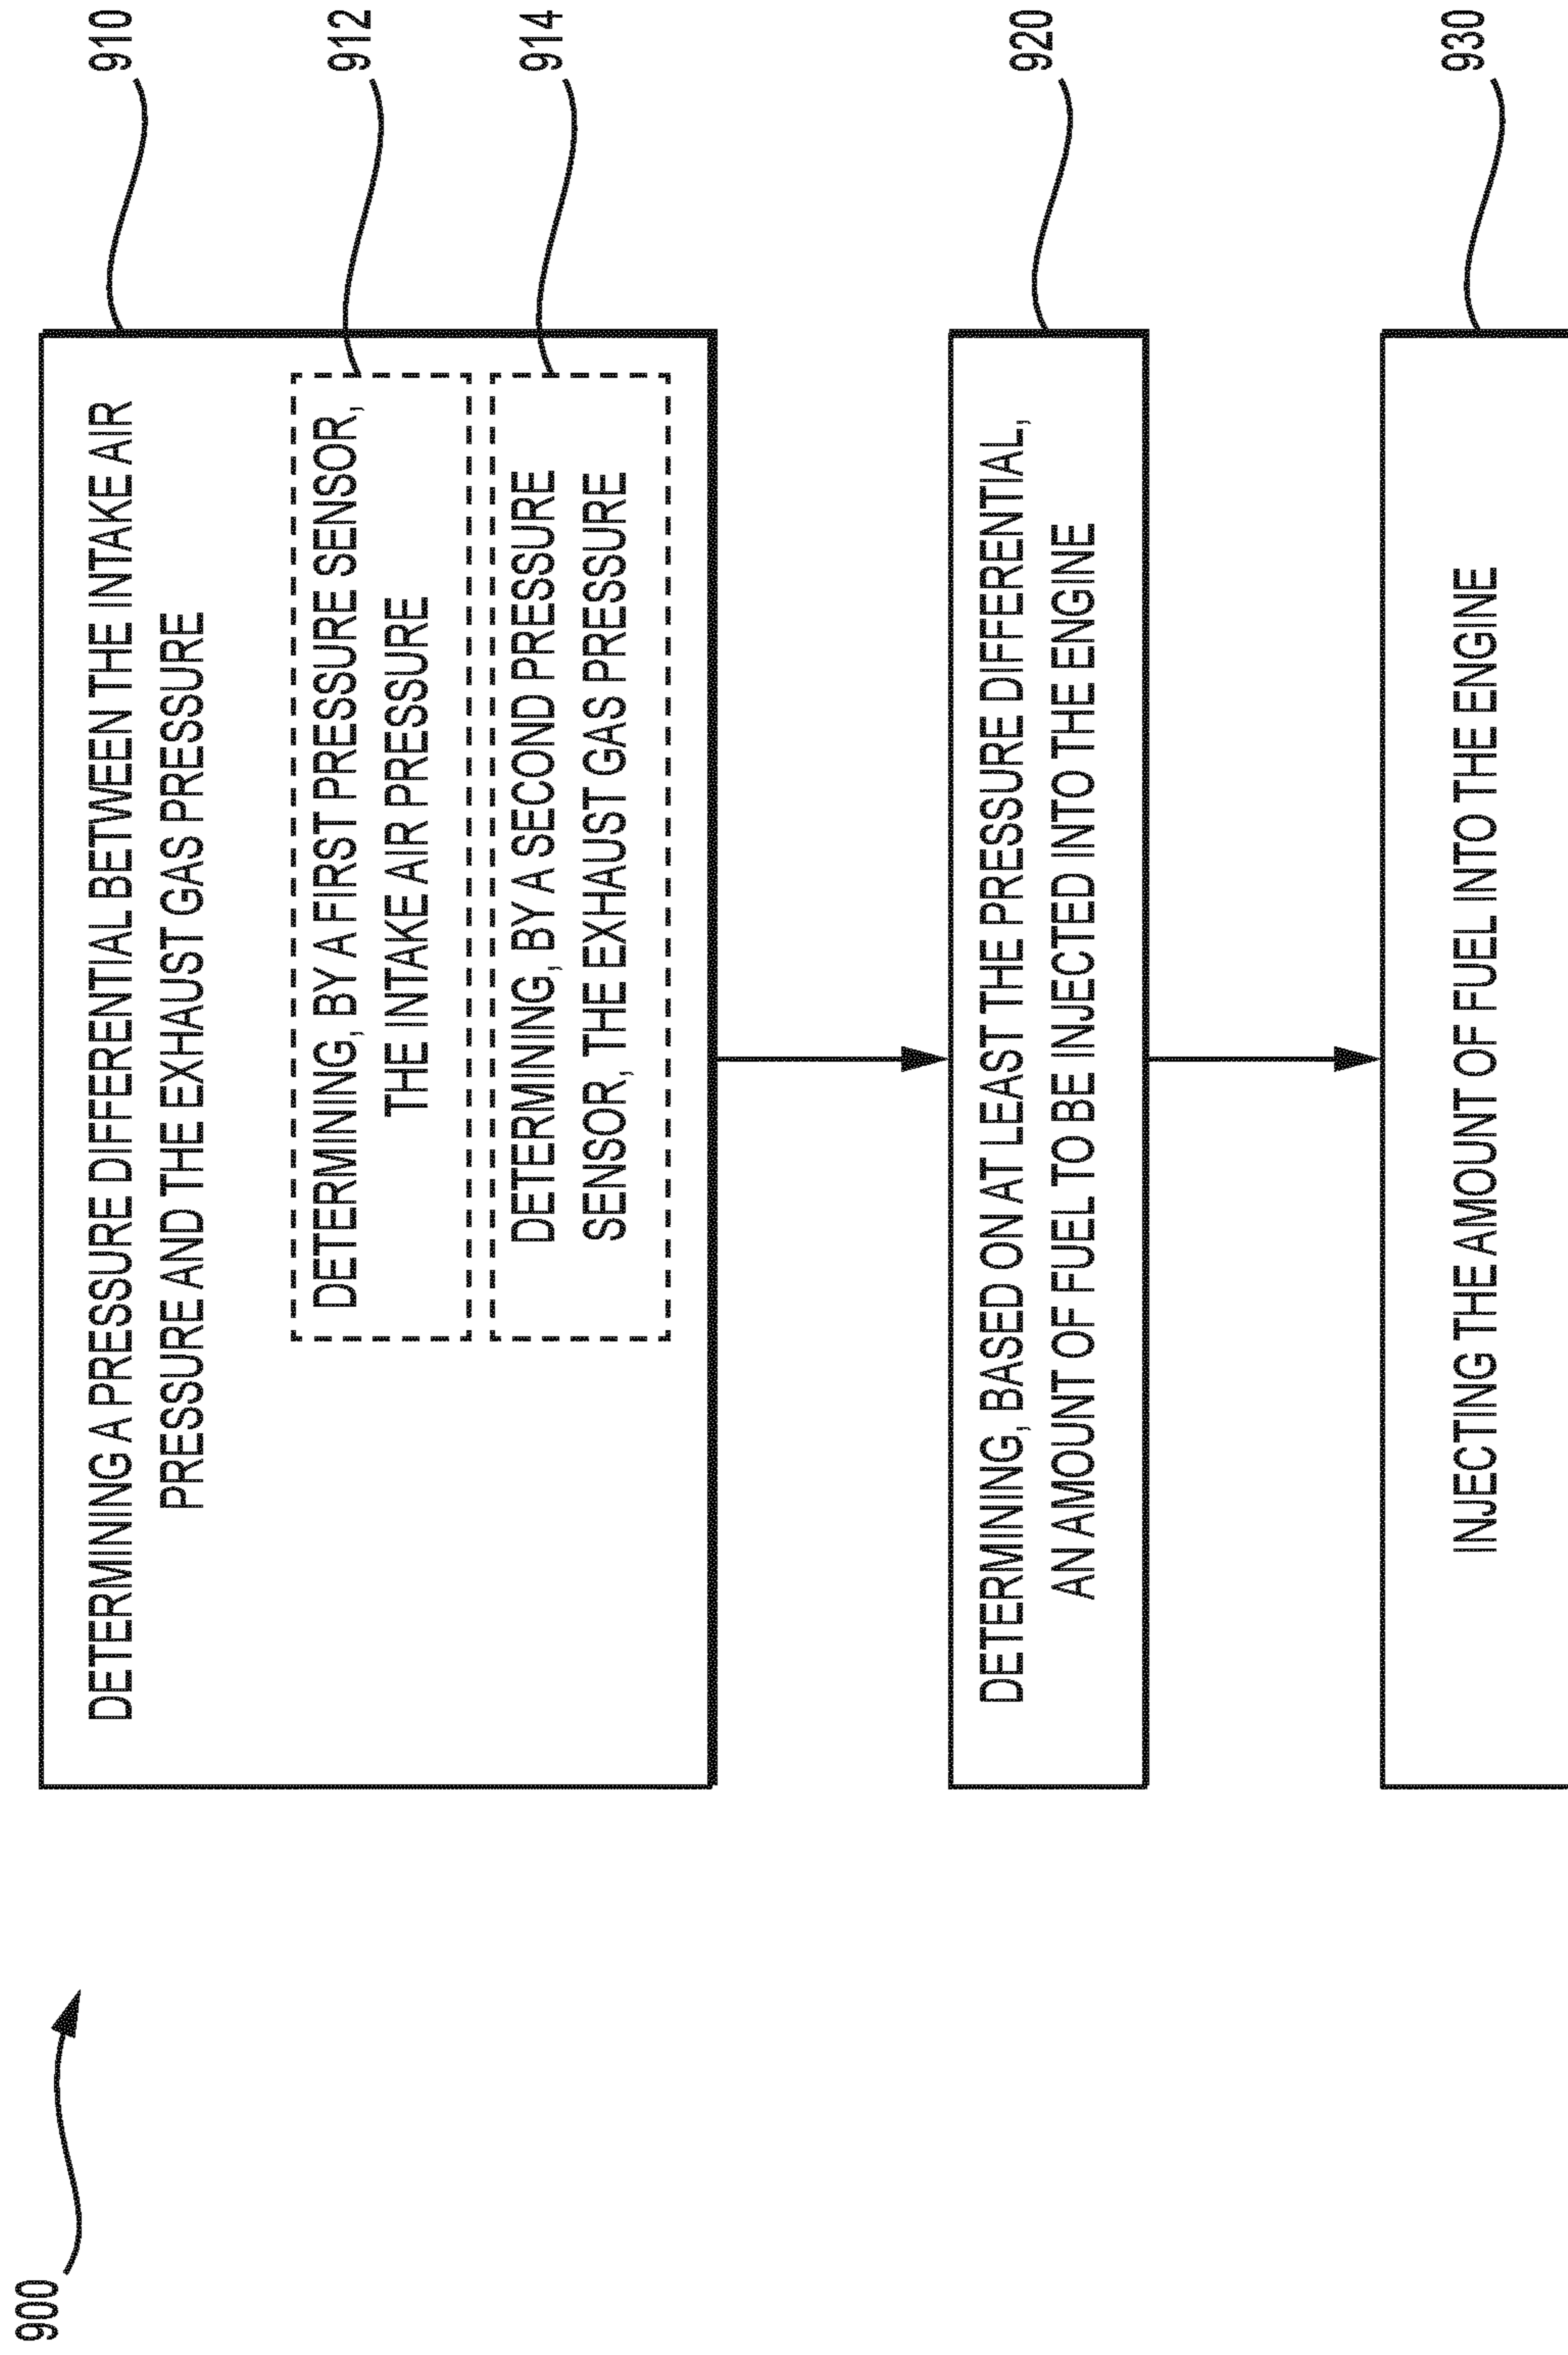 900
DETERMINING A PRESSURE DIFFERENTIAL BETWEEN THE INTAKE AIR
PRESSURE AND THE EXHAUST GAS PRESSURE
910
DETERMINING, BY A FIRST PRESSURE SENSOR,
THE INTAKE AIR PRESSURE
912
DETERMINING, BY A SECOND PRESSURE
SENSOR, THE EXHAUST GAS PRESSURE
914
DETERMINING, BASED ON AT LEAST THE PRESSURE DIFFERENTIAL,
AN AMOUNT OF FUEL TO BE INJECTED INTO THE ENGINE
920
INJECTING THE AMOUNT OF FUEL INTO THE ENGINE
930